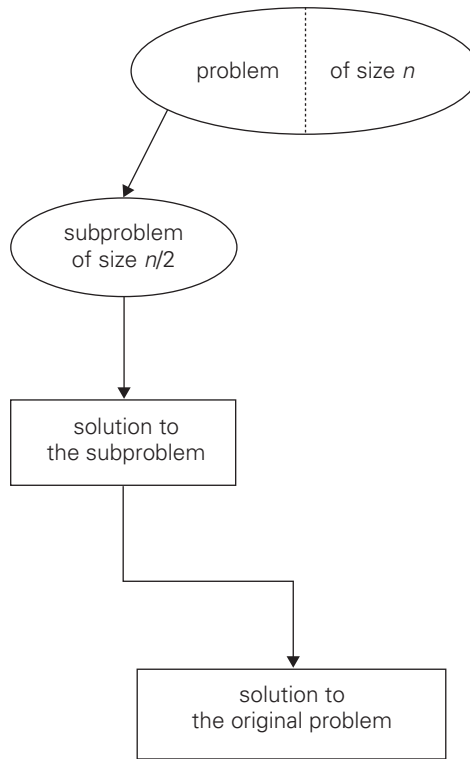 problem of size n
subproblem
of size n/2
solution to
the subproblem
solution to
the original problem